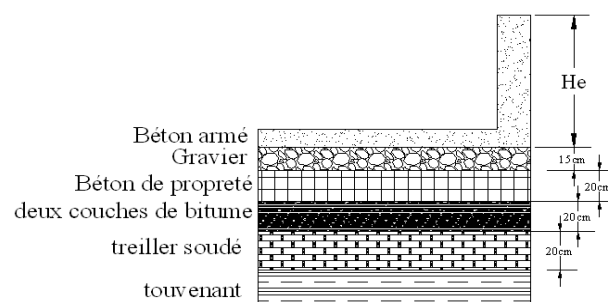 He
Béton armé
Gravier
15cm
Béton de propreté
20cm
deux couches de bitume
20cm
treiller soudé
20cm
touvenant